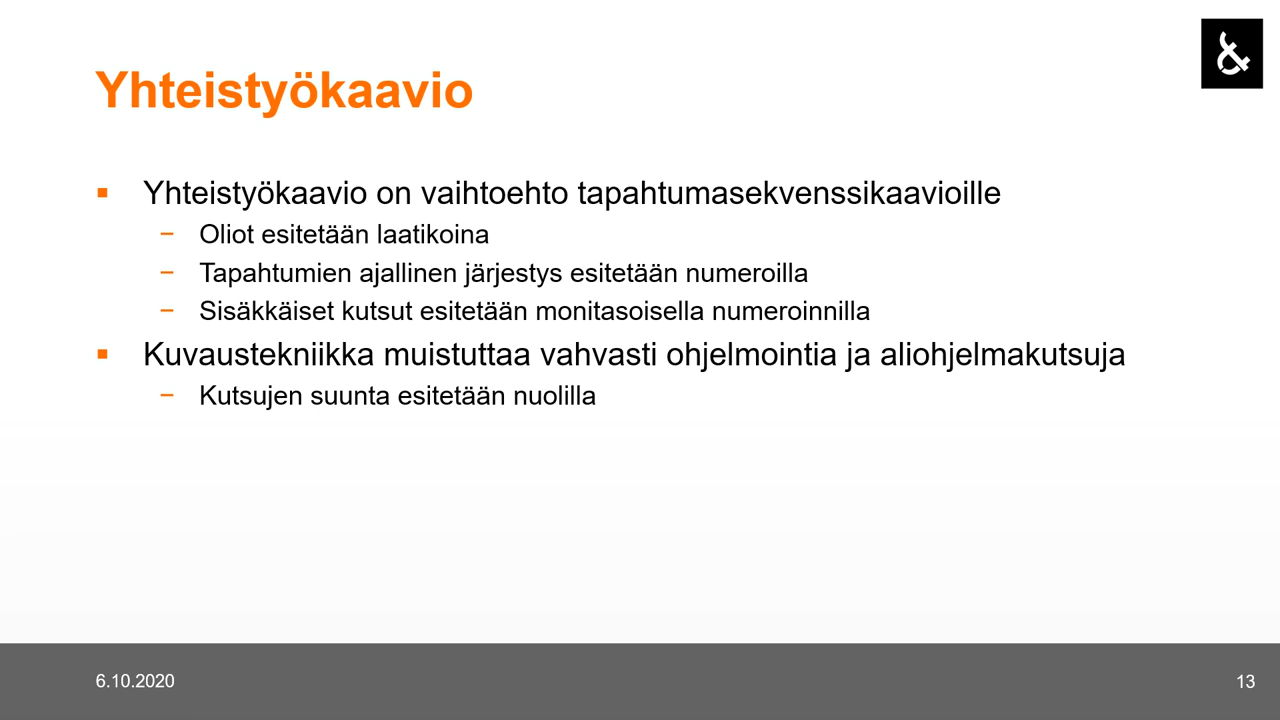 &
Yhteistyökaavio
▪ Yhteistyökaavio on vaihtoehto tapahtumasekvenssikaavioille
− Oliot esitetään laatikoina
− Tapahtumien ajallinen järjestys esitetään numeroilla
− Sisäkkäiset kutsut esitetään monitasoisella numeroinnilla
▪ Kuvaustekniikka muistuttaa vahvasti ohjelmointia ja aliohjelmakutsuja
− Kutsujen suunta esitetään nuolilla
6.10.2020
13